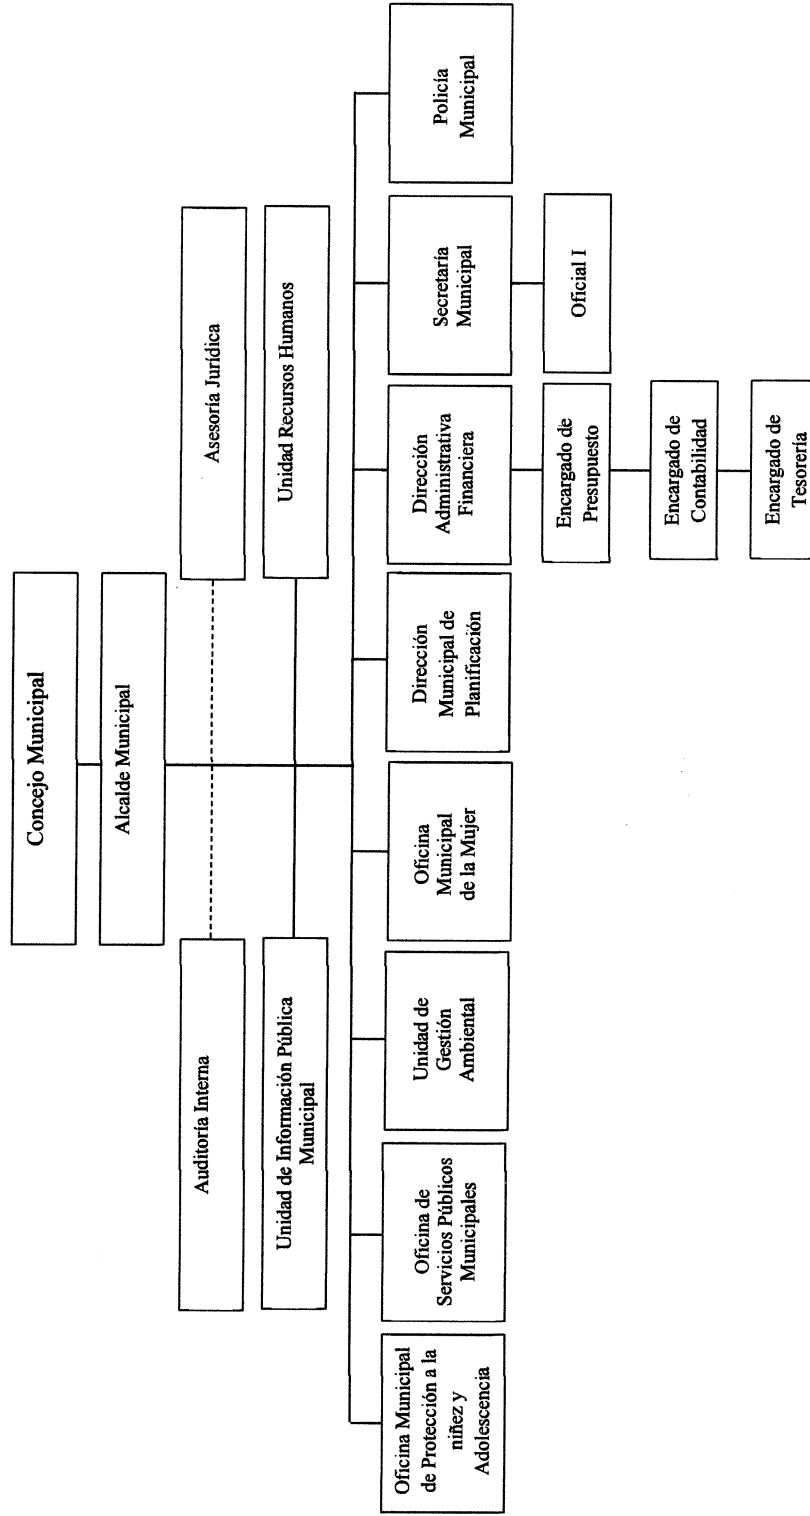 Concejo Municipal
Alcalde Municipal
Auditoría Interna
Asesoría Jurídica
Unidad de Información Pública
Municipal
Unidad Recursos Humanos
Oficina Municipal
de Protección a la
niñez y
Adolescencia
Oficina de
Servicios Públicos
Municipales
Unidad de
Gestión
Ambiental
Oficina
Municipal
de la Mujer
Dirección
Municipal de
Planificación
Dirección
Administrativa
Financiera
Secretaría
Municipal
Policía
Municipal
Encargado de
Presupuesto
Oficial I
Encargado de
Contabilidad
Encargado de
Tesorería